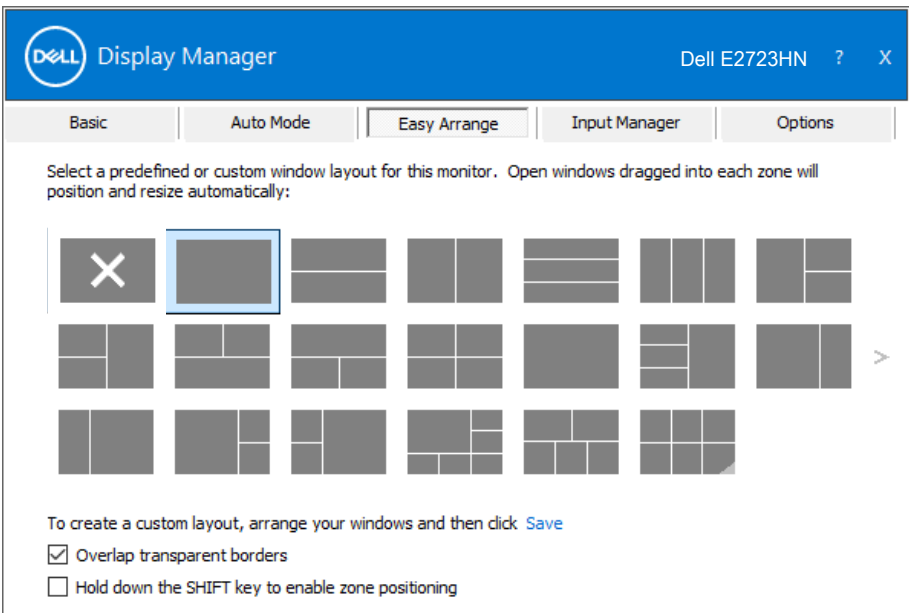 DELL Display Manager Dell E2723HN ? X
Basic Auto Mode Easy Arrange Input Manager Options
Select a predefined or custom window layout for this monitor. Open windows dragged into each zone will
position and resize automatically:
>
To create a custom layout, arrange your windows and then click Save
Overlap transparent borders
Hold down the SHIFT key to enable zone positioning